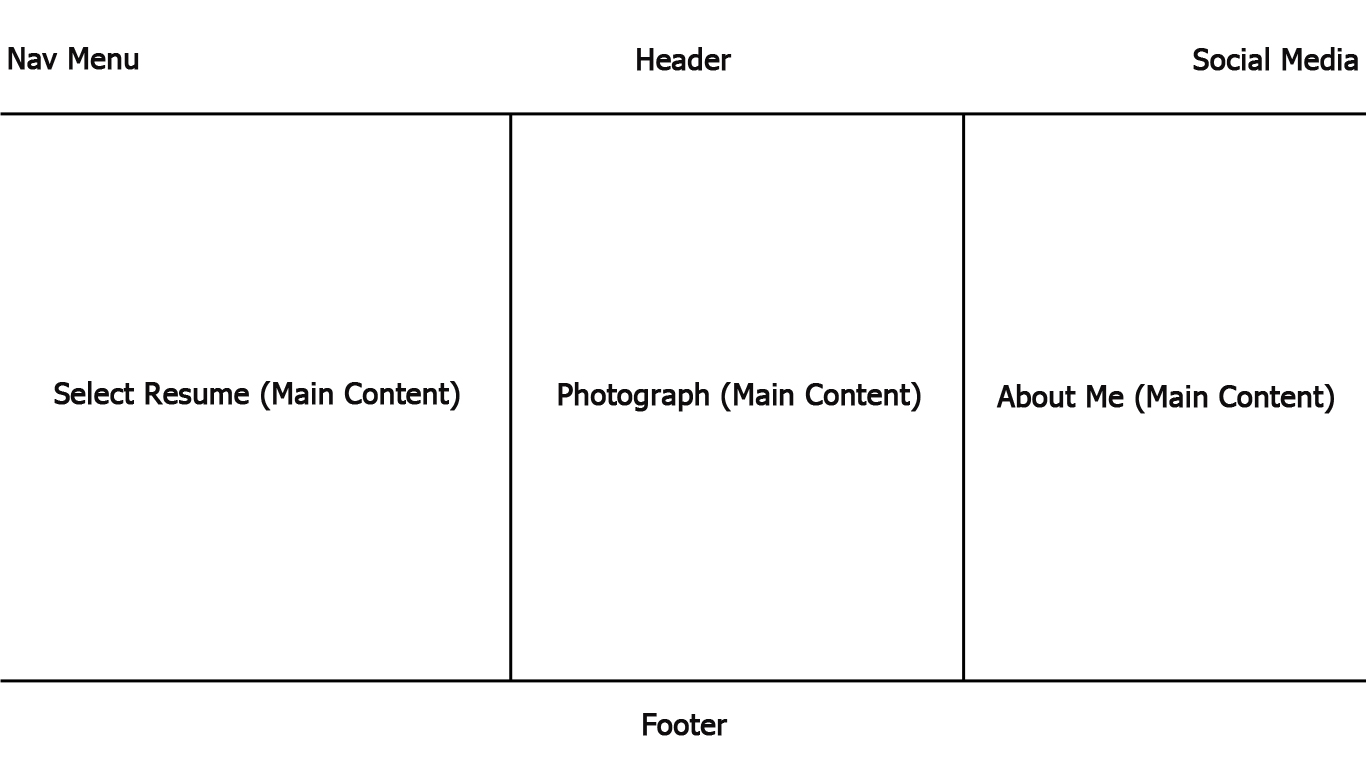 Nav Menu
Header
Social Media
Select Resume (Main Content)
Photograph (Main Content)
About Me (Main Content)
Footer